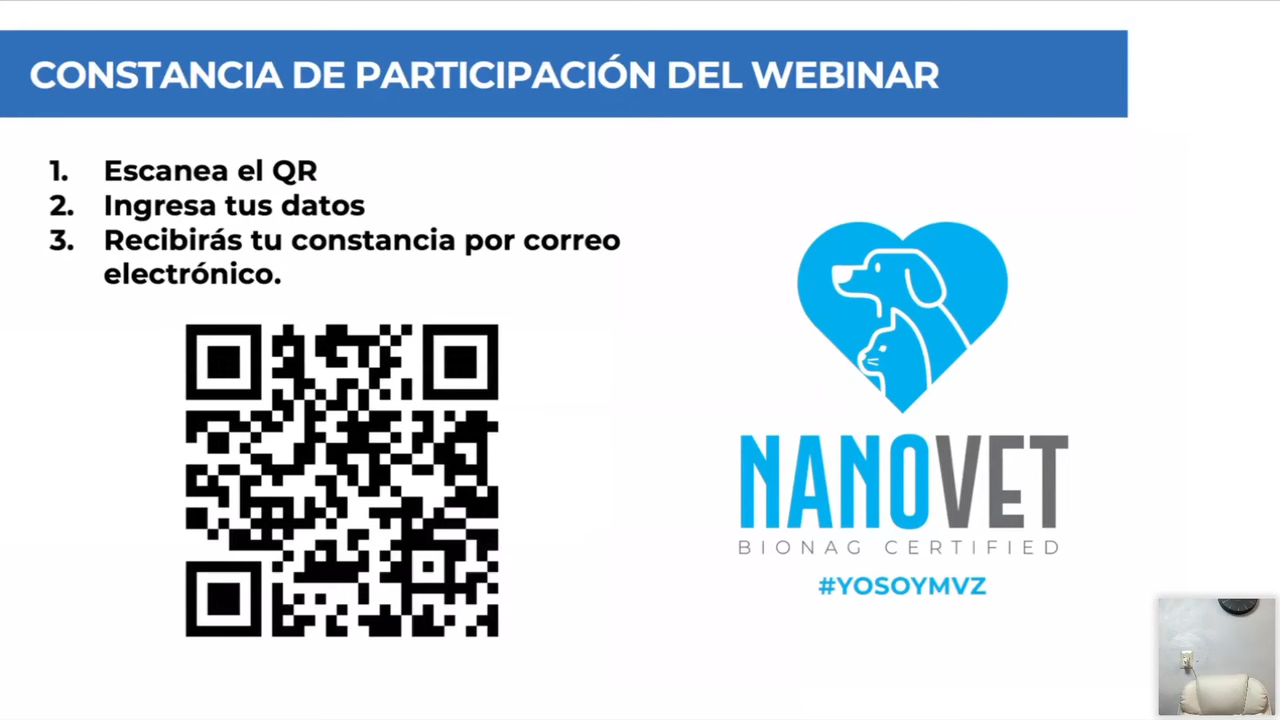 CONSTANCIA DE PARTICIPACIÓN DEL WEBINAR
1. Escanea el QR
2. Ingresa tus datos
3. Recibirás tu constancia por correo
electrónico.
NANOVET
BIONAG CERTIFIED
#YOSOYMVZ